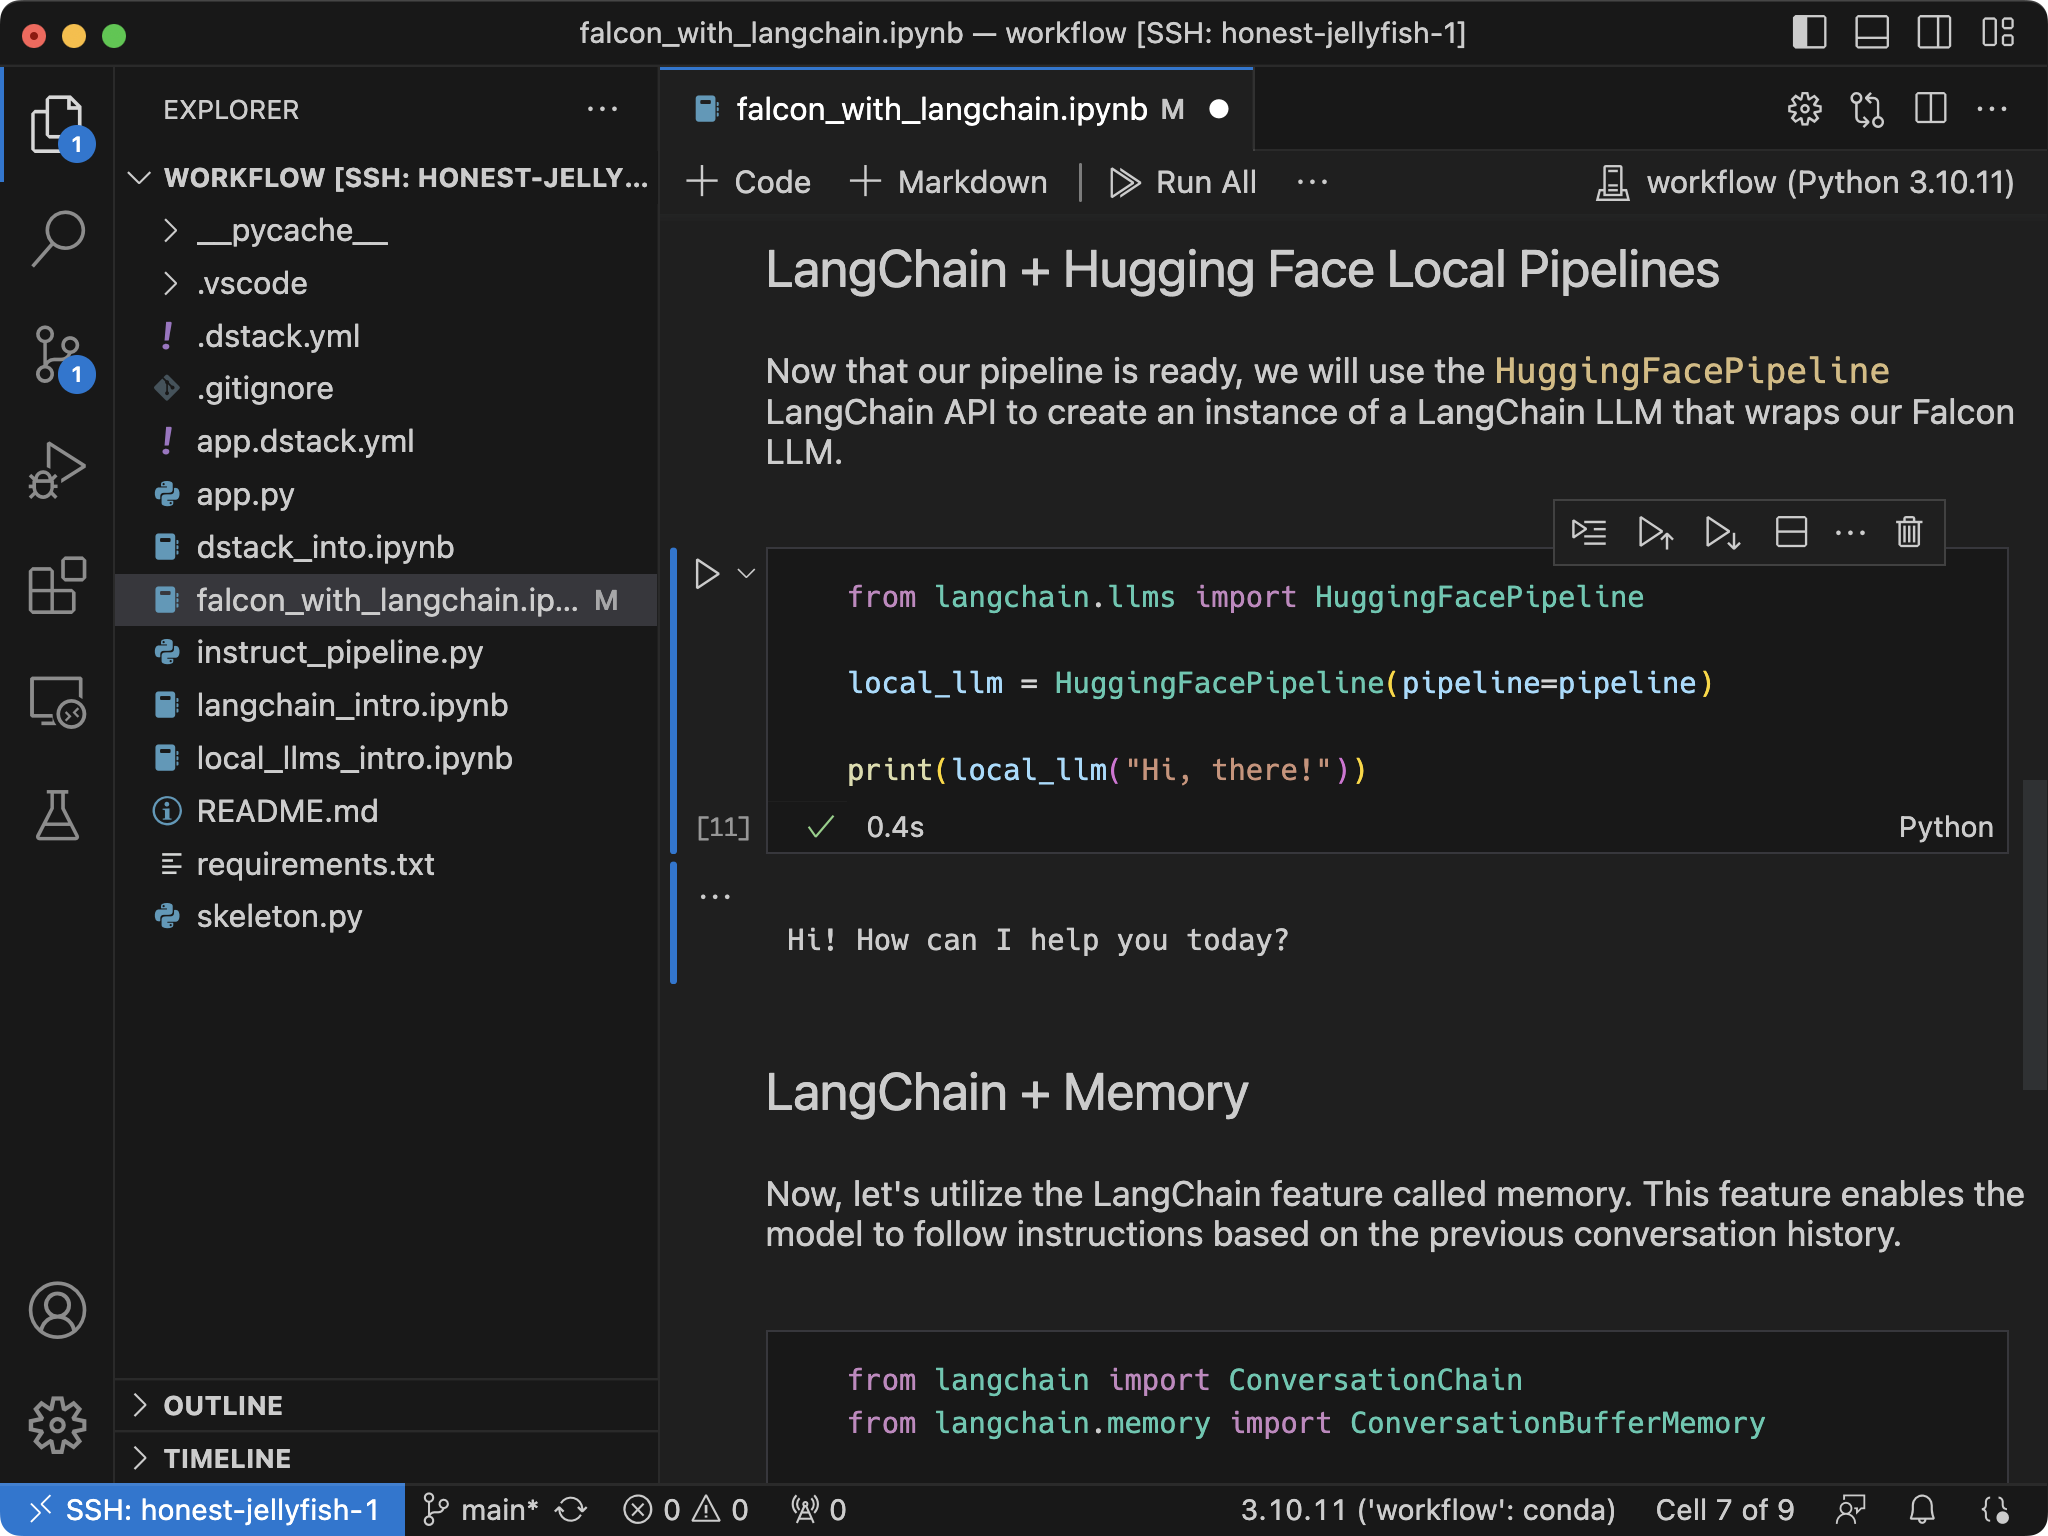 falcon_with_langchain.ipynb — workflow [SSH: honest-jellyfish-1]
1
1
EXPLORER
WORKFLOW [SSH: HONEST-JELLY...
__pycache__
.vscode
! .dstack.yml
.gitignore
! app.dstack.yml
app.py
dstack_into.ipynb
falcon_with_langchain.ip... M
instruct_pipeline.py
langchain_intro.ipynb
local_llms_intro.ipynb
README.md
requirements.txt
skeleton.py
OUTLINE
TIMELINE
falcon_with_langchain.ipynb M
Code Markdown Run All workflow (Python 3.10.11)
LangChain + Hugging Face Local Pipelines
Now that our pipeline is ready, we will use the HuggingFacePipeline
LangChain API to create an instance of a LangChain LLM that wraps our Falcon
LLM.
from langchain.llms import HuggingFacePipeline
local_llm = HuggingFacePipeline(pipeline=pipeline)
print(local_llm("Hi, there!"))
[11] 0.4s Python
Hi! How can I help you today?
LangChain + Memory
Now, let's utilize the LangChain feature called memory. This feature enables the
model to follow instructions based on the previous conversation history.
from langchain import ConversationChain
from langchain.memory import ConversationBufferMemory
SSH: honest-jellyfish-1 main* 0 0 0 3.10.11 ('workflow': conda) Cell 7 of 9